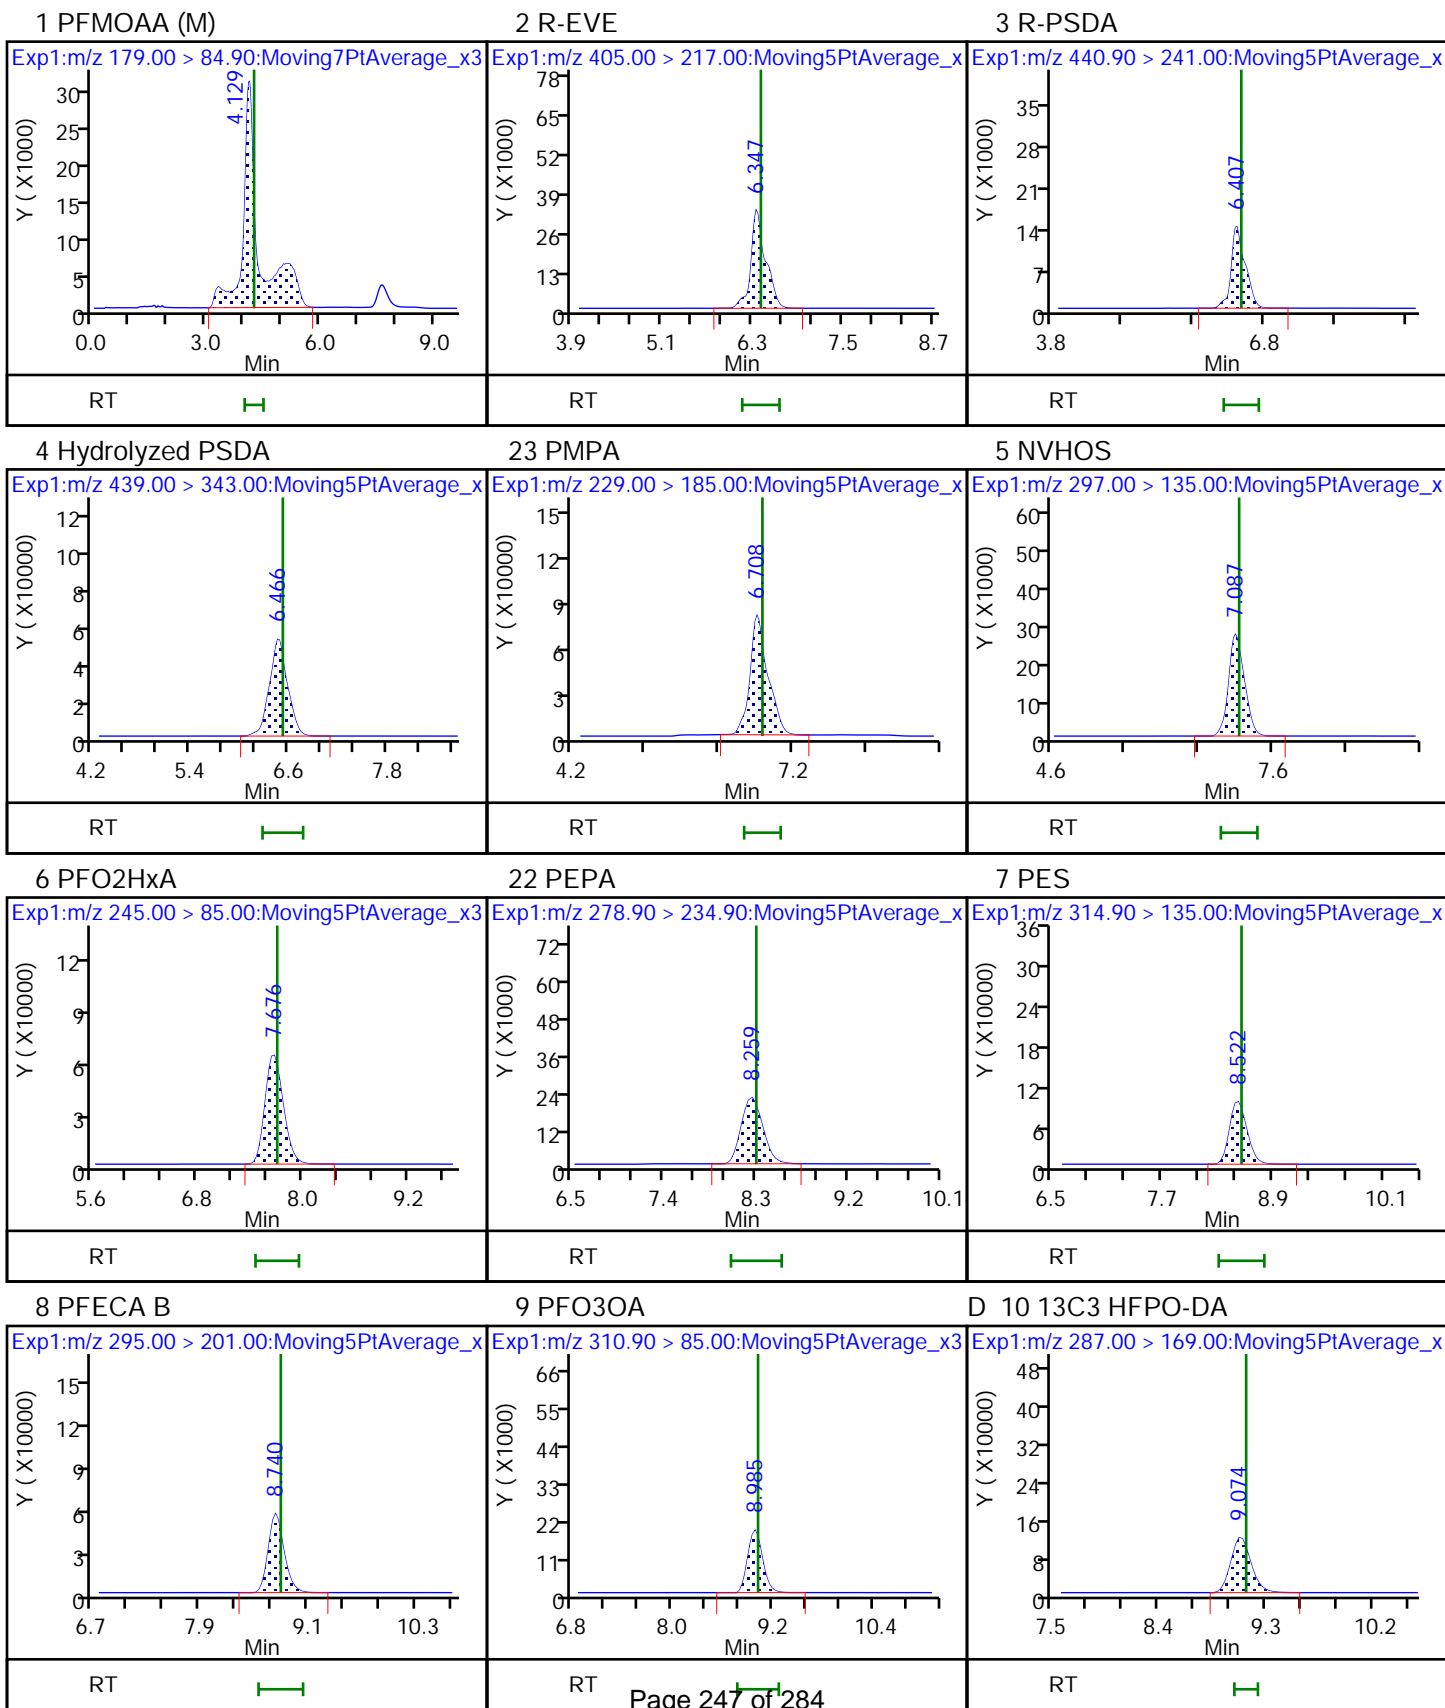 1 PFMOAA (M)
Exp1:m/z 179.00 > 84.90:Moving7PtAverage_x3
Y ( X1000)
30
25
20
15
10
5
0
4.129
0.0 3.0 6.0 9.0
Min
RT
2 R-EVE
Exp1:m/z 405.00 > 217.00:Moving5PtAverage_x
Y ( X1000)
78
65
52
39
26
13
0
6.347
3.9 5.1 6.3 7.5 8.7
Min
RT
3 R-PSDA
Exp1:m/z 440.90 > 241.00:Moving5PtAverage_x
Y ( X1000)
35
28
21
14
7
0
6.407
3.8 6.8
Min
RT
4 Hydrolyzed PSDA
Exp1:m/z 439.00 > 343.00:Moving5PtAverage_x
Y ( X10000)
12
10
8
6
4
2
0
6.466
4.2 5.4 6.6 7.8
Min
RT
23 PMPA
Exp1:m/z 229.00 > 185.00:Moving5PtAverage_x
Y ( X10000)
15
12
9
6
3
0
6.708
4.2 7.2
Min
RT
5 NVHOS
Exp1:m/z 297.00 > 135.00:Moving5PtAverage_x
Y ( X1000)
60
50
40
30
20
10
0
7.087
4.6 7.6
Min
RT
6 PFO2HxA
Exp1:m/z 245.00 > 85.00:Moving5PtAverage_x3
Y ( X10000)
12
9
6
3
0
7.676
5.6 6.8 8.0 9.2
Min
RT
22 PEPA
Exp1:m/z 278.90 > 234.90:Moving5PtAverage_x
Y ( X1000)
72
60
48
36
24
12
0
8.259
6.5 7.4 8.3 9.2 10.1
Min
RT
7 PES
Exp1:m/z 314.90 > 135.00:Moving5PtAverage_x
Y ( X10000)
36
30
24
18
12
6
0
8.522
6.5 7.7 8.9 10.1
Min
RT
8 PFECA B
Exp1:m/z 295.00 > 201.00:Moving5PtAverage_x
Y ( X10000)
15
12
9
6
3
0
8.740
6.7 7.9 9.1 10.3
Min
RT
9 PFO3OA
Exp1:m/z 310.90 > 85.00:Moving5PtAverage_x3
Y ( X1000)
66
55
44
33
22
11
0
8.985
6.8 8.0 9.2 10.4
Min
RT
D 10 13C3 HFPO-DA
Exp1:m/z 287.00 > 169.00:Moving5PtAverage_x
Y ( X10000)
48
40
32
24
16
8
0
9.074
7.5 8.4 9.3 10.2
Min
RT
Page 247 of 284